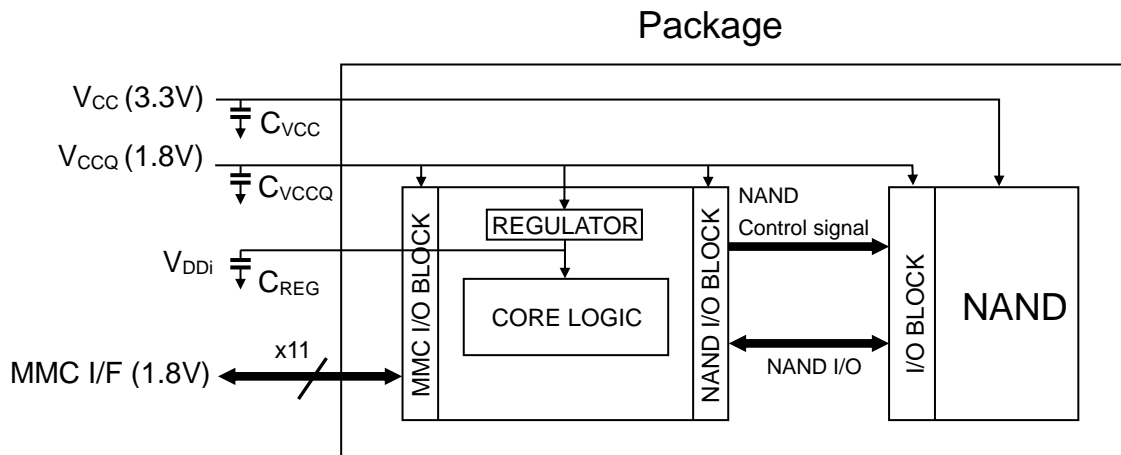 Package
VCC (3.3V)
CVCC
VCCQ (1.8V)
CVCCQ
NAND
Control signal
REGULATOR
VDDi
CREG
MMC I/O BLOCK
CORE LOGIC
NAND I/O BLOCK
I/O BLOCK
NAND
x11
MMC I/F (1.8V)
NAND I/O